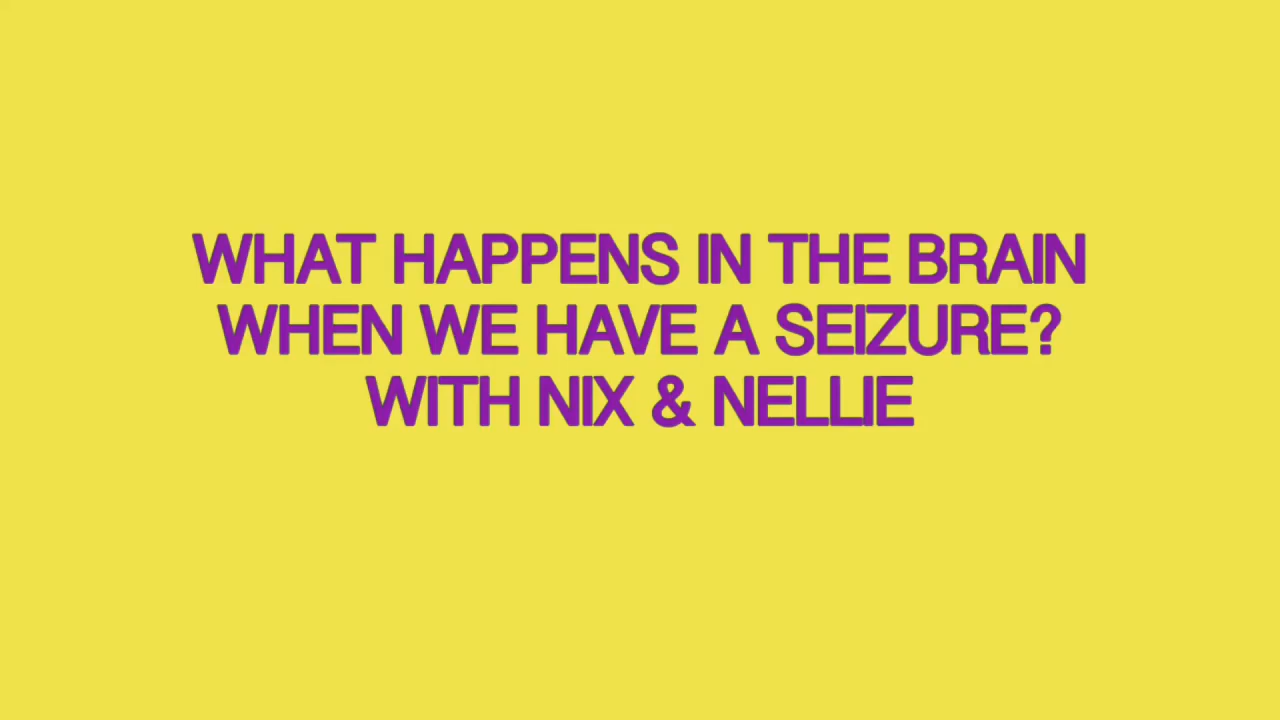 WHAT HAPPENS IN THE BRAIN
WHEN WE HAVE A SEIZURE?
WITH NIX & NELLIE